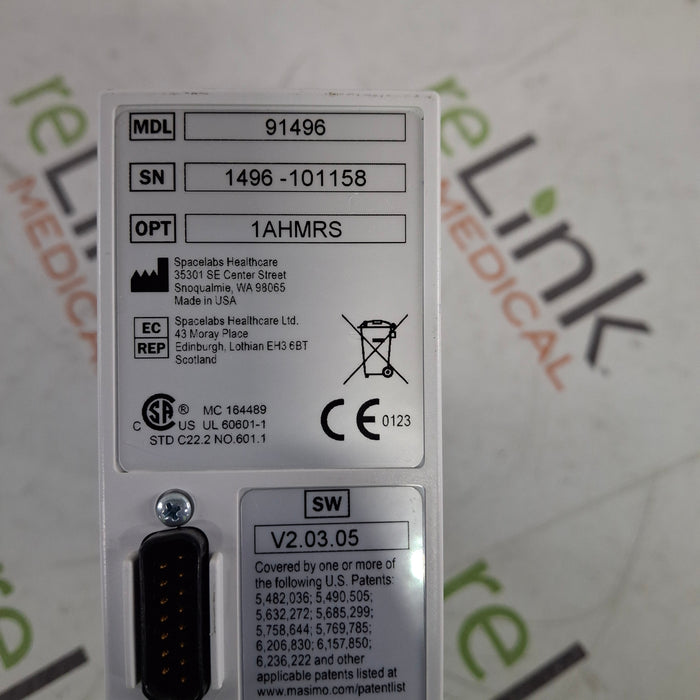 MDL 91496
SN 1496 -101158
OPT 1AHMRS
Spacelabs Healthcare
35301 SE Center Street
Snoqualmie, WA 98065
Made in USA
EC REP
Spacelabs Healthcare Ltd.
43 Moray Place
Edinburgh, Lothian EH3 6BT
Scotland
C SA ® MC 164489
C US UL 60601-1
STD C22.2 NO.601.1
CE 0123
SW
V2.03.05
Covered by one or more of
the following U.S. Patents:
5,482,036; 5,490,505;
5,632,272; 5,685,299;
5,758,644; 5,769,785;
6,206,830; 6,157,850;
6,236,222 and other
applicable patents listed at
www.masimo.com/patentlist
reLink
MEDICAL
reLink
MEDICAL